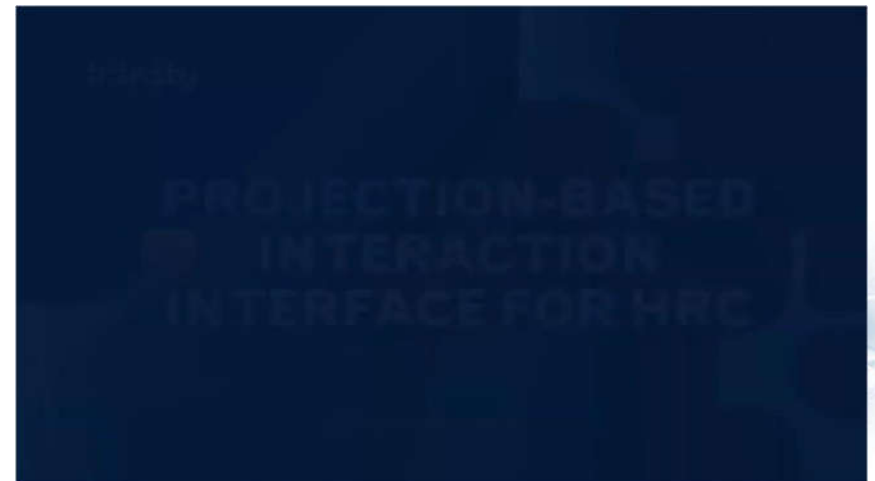 PROJECTION-BASED
INTERACTION
INTERFACE FOR HRC